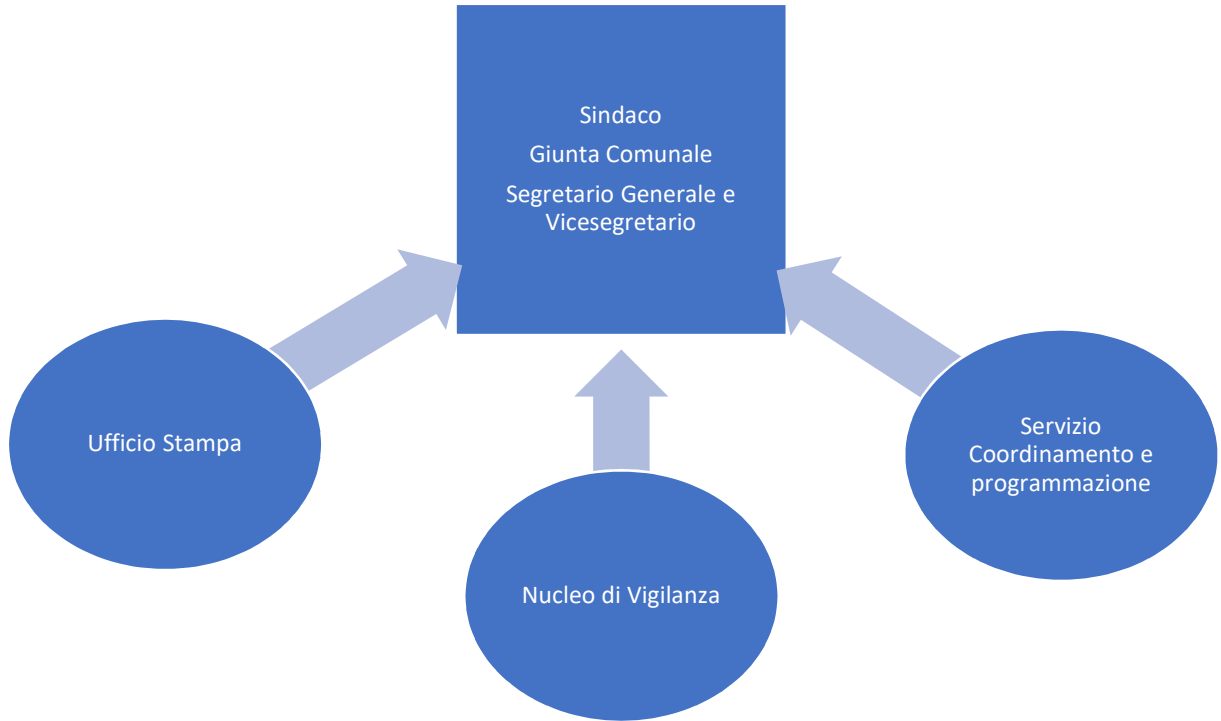 Sindaco
Giunta Comunale
Segretario Generale e
Vicesegretario
Ufficio Stampa
Nucleo di Vigilanza
Servizio
Coordinamento e
programmazione